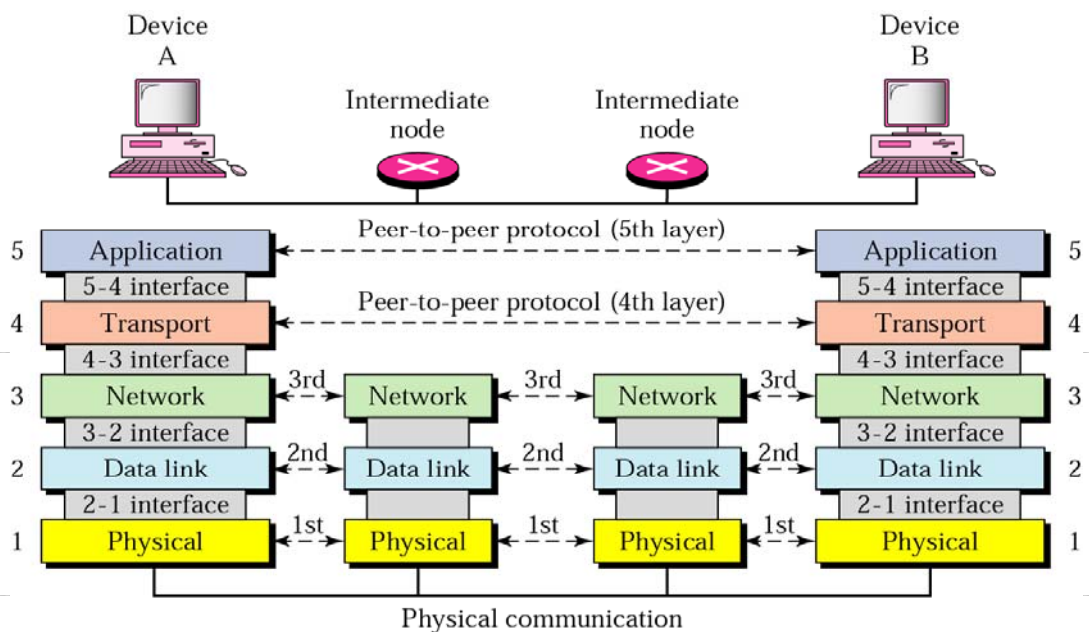 Device
A
Device
B
Intermediate
node
Intermediate
node
Peer-to-peer protocol (5th layer)
5 Application Application 5
5-4 interface 5-4 interface
Peer-to-peer protocol (4th layer)
4 Transport Transport 4
4-3 interface 4-3 interface
3rd 3rd 3rd
3 Network Network Network Network 3
3-2 interface 3-2 interface
2nd 2nd 2nd
2 Data link Data link Data link Data link 2
2-1 interface 2-1 interface
1st 1st 1st
1 Physical Physical Physical Physical 1
Physical communication